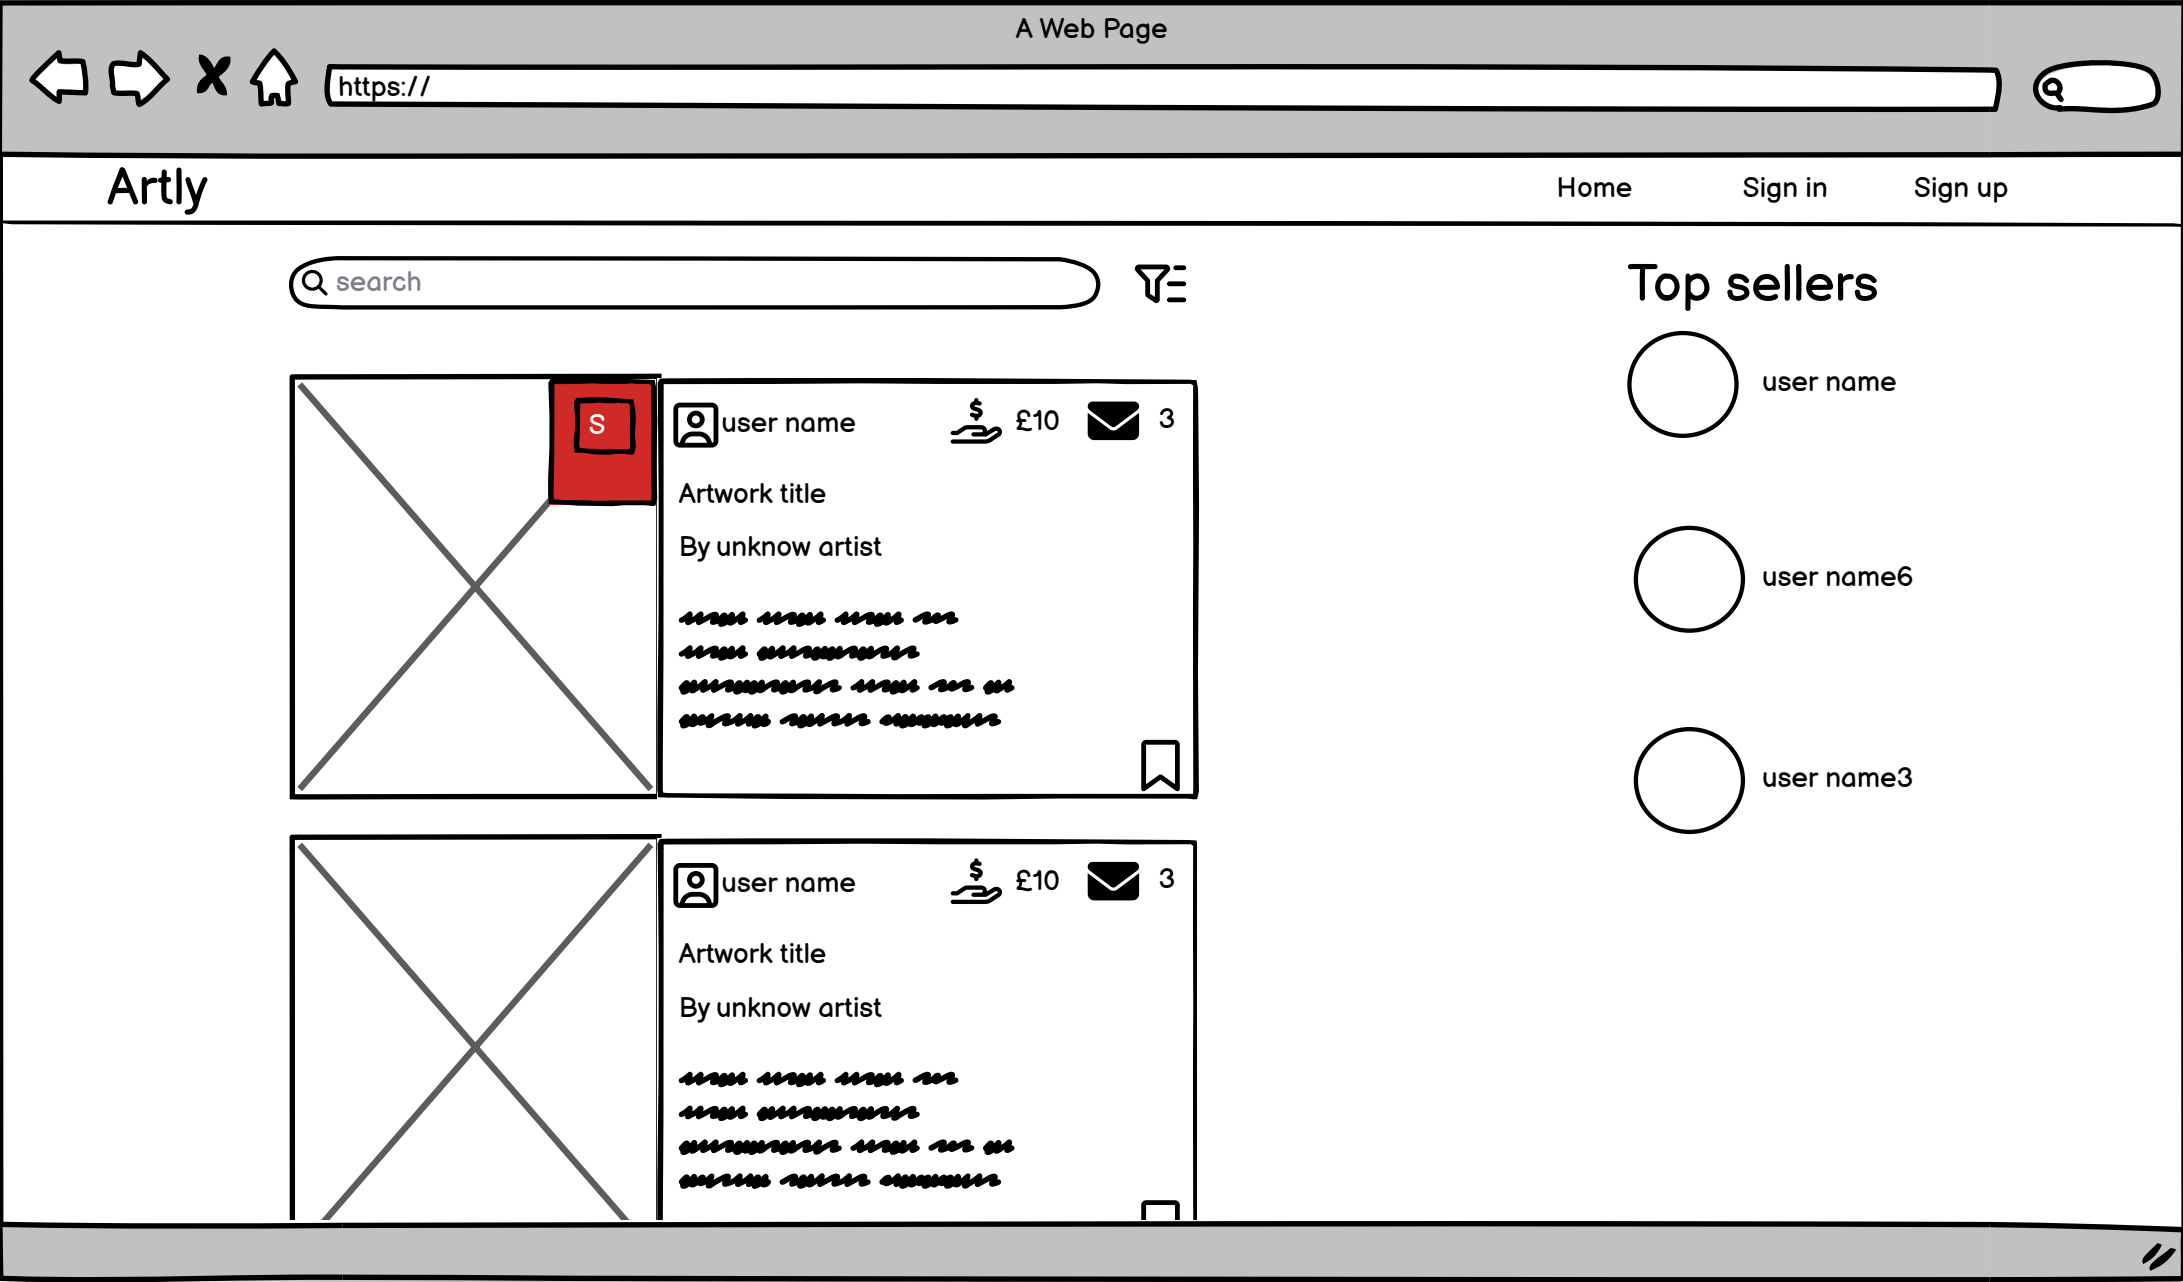 A Web Page
https://
Artly
Home
Sign in
Sign up
search
Top sellers
S
user name
£10
3
Artwork title
By unknow artist
user name
£10
3
Artwork title
By unknow artist
user name
user name6
user name3